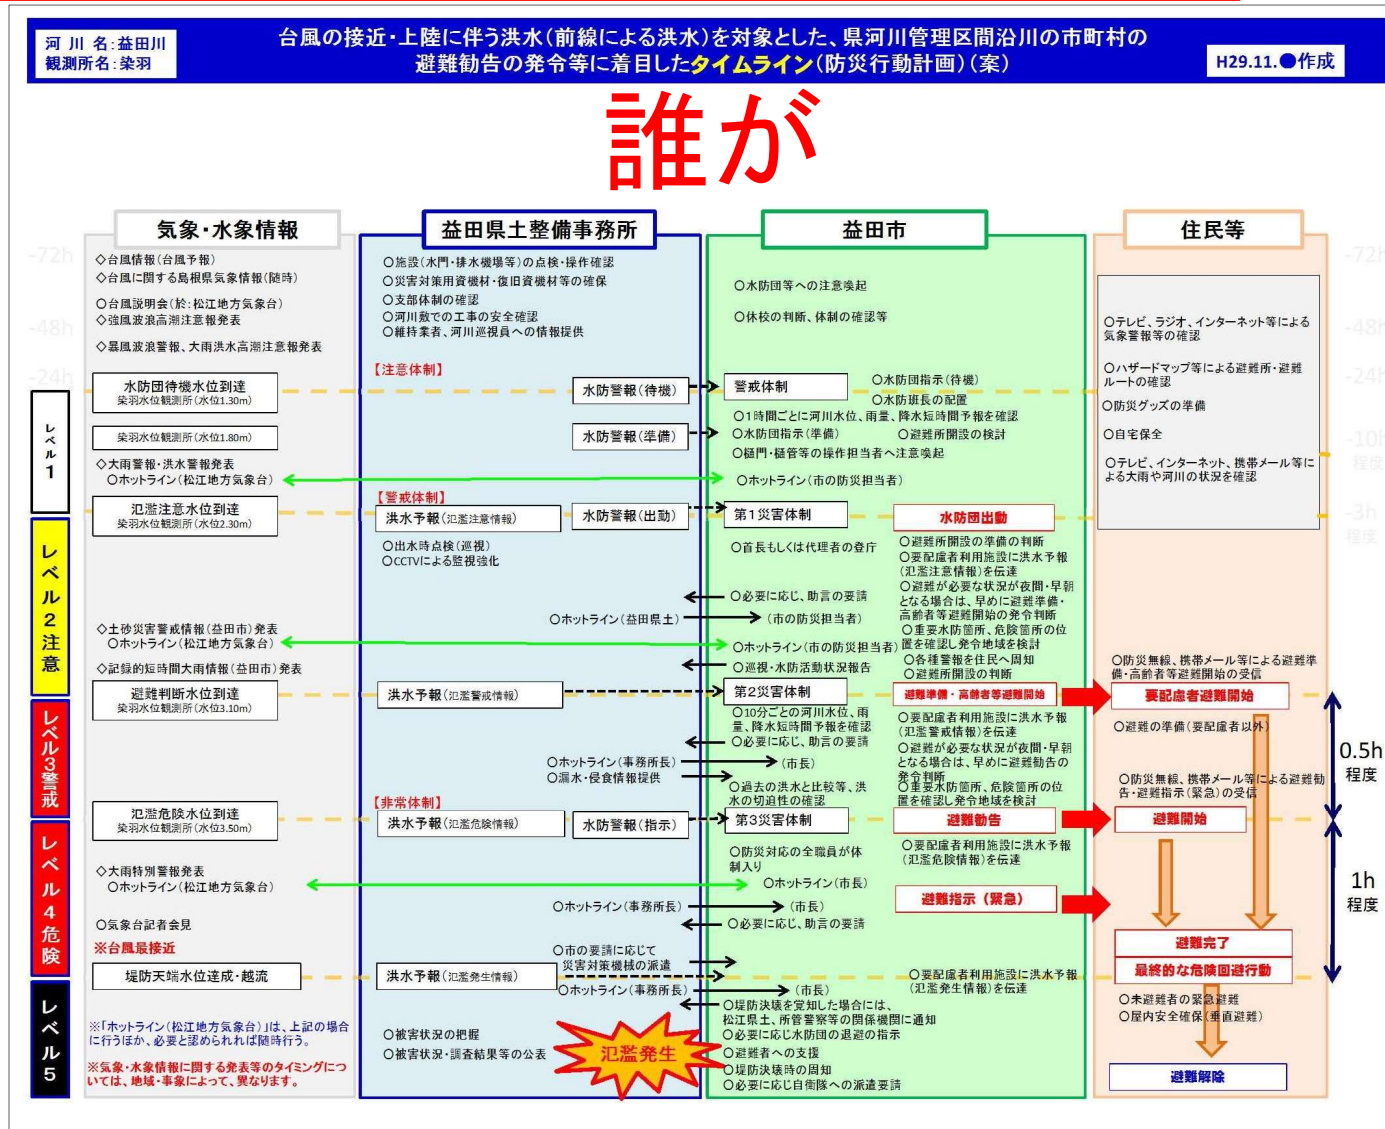 河 川 名:益田川
観測所名:染羽
台風の接近・上陸に伴う洪水(前線による洪水)を対象とした、県河川管理区間沿川の市町村の
避難勧告の発令等に着目したタイムライン(防災行動計画)(案)
H29.11.●作成
誰が
気象・水象情報
益田県土整備事務所
益田市
住民等
-72h
-48h
-24h
◇台風情報(台風予報)
◇台風に関する島根県気象情報(随時)
○台風説明会(於:松江地方気象台)
◇強風波浪高潮注意報発表
◇暴風波浪警報、大雨洪水高潮注意報発表
水防団待機水位到達
染羽水位観測所(水位1.30m)
染羽水位観測所(水位1.80m)
◇大雨警報・洪水警報発表
○ホットライン(松江地方気象台)
氾濫注意水位到達
染羽水位観測所(水位2.30m)
◇土砂災害警戒情報(益田市)発表
○ホットライン(松江地方気象台)
◇記録的短時間大雨情報(益田市)発表
避難判断水位到達
染羽水位観測所(水位3.10m)
氾濫危険水位到達
染羽水位観測所(水位3.50m)
◇大雨特別警報発表
○ホットライン(松江地方気象台)
○気象台記者会見
※台風最接近
堤防天端水位達成・越流
※「ホットライン(松江地方気象台)」は、上記の場合
に行うほか、必要と認められれば随時行う。
※気象・水象情報に関する発表等のタイミングにつ
いては、地域・事象によって、異なります。
レベル1
レベル2注意
レベル3警戒
レベル4危険
レベル5
○施設(水門・排水機場等)の点検・操作確認
○災害対策用資機材・復旧資機材等の確保
○支部体制の確認
○河川敷での工事の安全確認
○維持業者、河川巡視員への情報提供
【注意体制】
水防警報(待機)
水防警報(準備)
【警戒体制】
洪水予報(氾濫注意情報)
水防警報(出動)
○出水時点検(巡視)
○CCTVによる監視強化
○ホットライン(益田県土)
洪水予報(氾濫警戒情報)
○ホットライン(事務所長)
○漏水・侵食情報提供
【非常体制】
洪水予報(氾濫危険情報)
水防警報(指示)
○ホットライン(事務所長)
○市の要請に応じて
災害対策機械の派遣
洪水予報(氾濫発生情報)
○ホットライン(事務所長)
○被害状況の把握
○被害状況・調査結果等の公表
氾濫発生
○水防団等への注意喚起
○休校の判断、体制の確認等
警戒体制
○水防団指示(待機)
○水防班長の配置
○1時間ごとに河川水位、雨量、降水短時間予報を確認
○水防団指示(準備)
○避難所開設の検討
○樋門・樋管等の操作担当者へ注意喚起
○ホットライン(市の防災担当者)
第1災害体制
水防団出動
○首長もしくは代理者の登庁
○避難所開設の準備の判断
○要配慮者利用施設に洪水予報
(氾濫注意情報)を伝達
○避難が必要な状況が夜間・早朝
となる場合は、早めに避難準備・
高齢者等避難開始の発令判断
○重要水防箇所、危険箇所の位
置を確認し発令地域を検討
○各種警報を住民へ周知
○避難所開設の判断
○必要に応じ、助言の要請
(市の防災担当者)
○ホットライン(市の防災担当者)
○巡視・水防活動状況報告
第2災害体制
避難準備・高齢者等避難開始
○10分ごとの河川水位、雨
量、降水短時間予報を確認
○必要に応じ、助言の要請
(市長)
○過去の洪水と比較等、洪
水の切迫性の確認
○要配慮者利用施設に洪水予報
(氾濫警戒情報)を伝達
○避難が必要な状況が夜間・早朝
となる場合は、早めに避難勧告の
発令判断
○重要水防箇所、危険箇所の位
置を確認し発令地域を検討
第3災害体制
避難勧告
○防災対応の全職員が体
制入り
○要配慮者利用施設に洪水予報
(氾濫危険情報)を伝達
○ホットライン(市長)
避難指示(緊急)
(市長)
○必要に応じ、助言の要請
○要配慮者利用施設に洪水予報
(氾濫発生情報)を伝達
(市長)
○堤防決壊を覚知した場合には、
松江県土、所管警察等の関係機関に通知
○必要に応じ水防団の退避の指示
○避難者への支援
○堤防決壊時の周知
○必要に応じ自衛隊への派遣要請
○テレビ、ラジオ、インターネット等による
気象警報等の確認
○ハザードマップ等による避難所・避難
ルートの確認
○防災グッズの準備
○自宅保全
○テレビ、インターネット、携帯メール等に
よる大雨や河川の状況を確認
○防災無線、携帯メール等による避難準
備・高齢者等避難開始の受信
要配慮者避難開始
○避難の準備(要配慮者以外)
○防災無線、携帯メール等による避難勧
告・避難指示(緊急)の受信
避難開始
避難完了
最終的な危険回避行動
○未避難者の緊急避難
○屋内安全確保(垂直避難)
避難解除
-72h
-48h
-24h
-10h
程度
-3h
程度
0.5h
程度
1h
程度